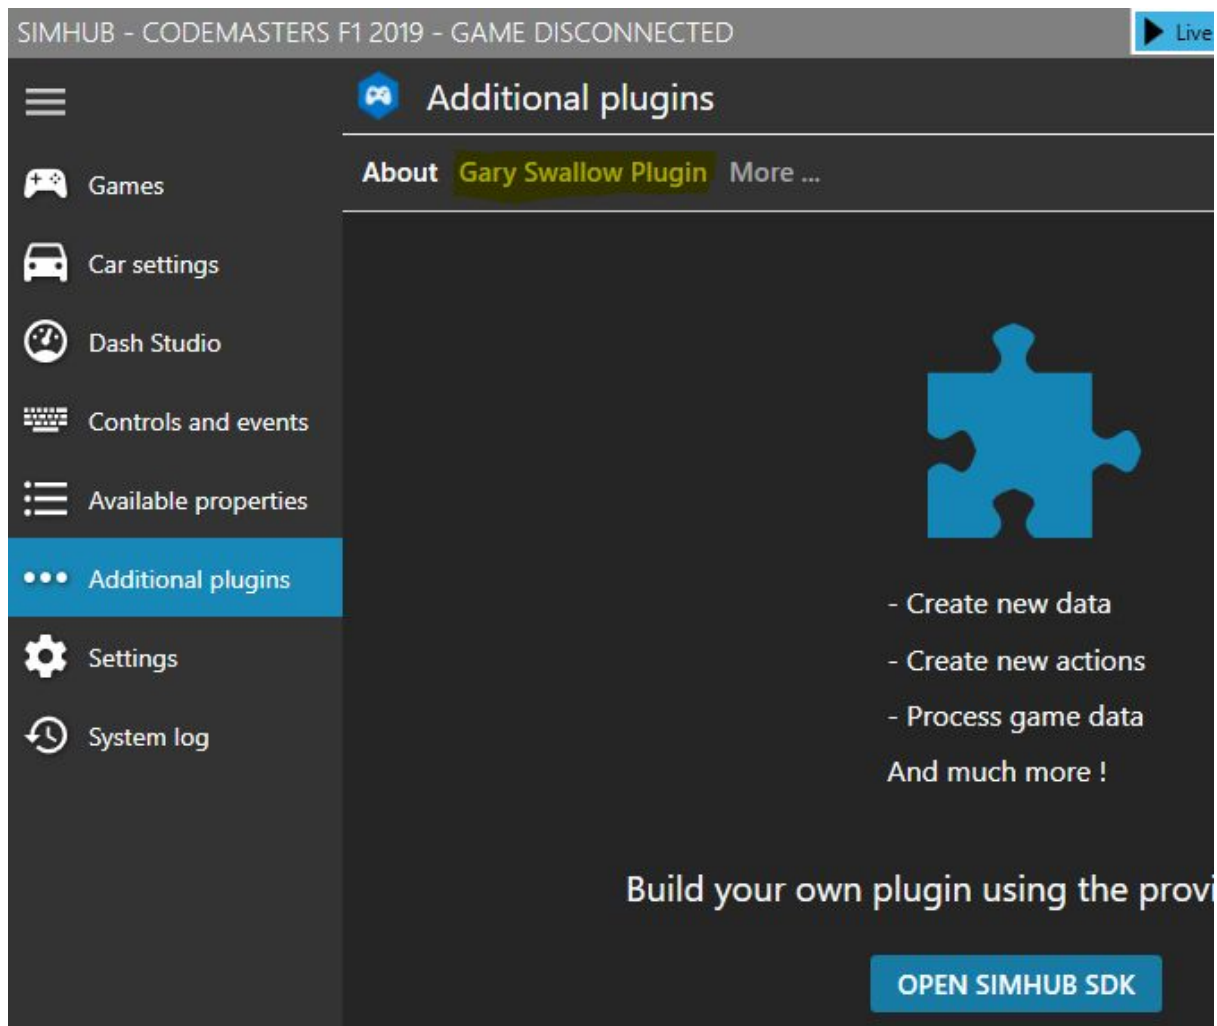 SIMHUB - CODEMASTERS F1 2019 - GAME DISCONNECTED
Live
Additional plugins
About Gary Swallow Plugin More ...
Games
Car settings
Dash Studio
Controls and events
Available properties
Additional plugins
Settings
System log
- Create new data
- Create new actions
- Process game data
And much more !
Build your own plugin using the provi
OPEN SIMHUB SDK